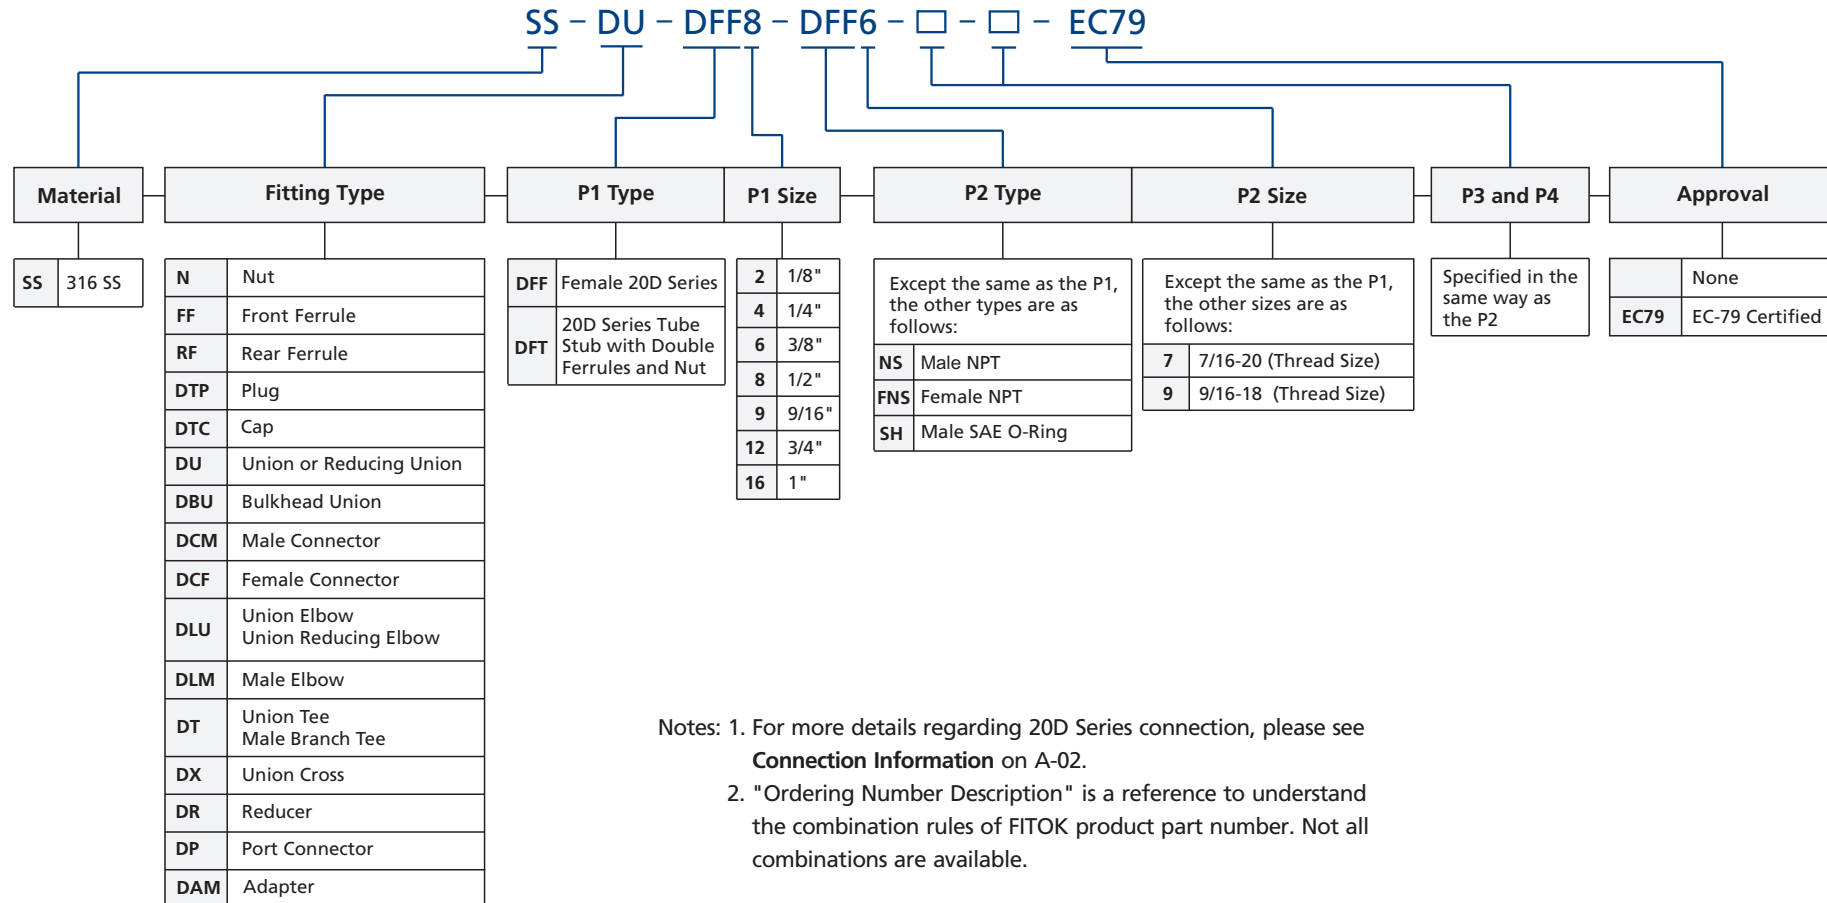 SS – DU – DFF8 – DFF6 – □ – □ – EC79
Material
Fitting Type
P1 Type
P1 Size
P2 Type
P2 Size
P3 and P4
Approval
SS 316 SS
N Nut
FF Front Ferrule
RF Rear Ferrule
DTP Plug
DTC Cap
DU Union or Reducing Union
DBU Bulkhead Union
DCM Male Connector
DCF Female Connector
DLU Union Elbow
Union Reducing Elbow
DLM Male Elbow
DT Union Tee
Male Branch Tee
DX Union Cross
DR Reducer
DP Port Connector
DAM Adapter
DFF Female 20D Series
DFT 20D Series Tube
Stub with Double
Ferrules and Nut
2 1/8"
4 1/4"
6 3/8"
8 1/2"
9 9/16"
12 3/4"
16 1"
Except the same as the P1,
the other types are as
follows:
NS Male NPT
FNS Female NPT
SH Male SAE O-Ring
Except the same as the P1,
the other sizes are as
follows:
7 7/16-20 (Thread Size)
9 9/16-18 (Thread Size)
Specified in the
same way as
the P2
None
EC79 EC-79 Certified
Notes: 1. For more details regarding 20D Series connection, please see
Connection Information on A-02.
2. "Ordering Number Description" is a reference to understand
the combination rules of FITOK product part number. Not all
combinations are available.